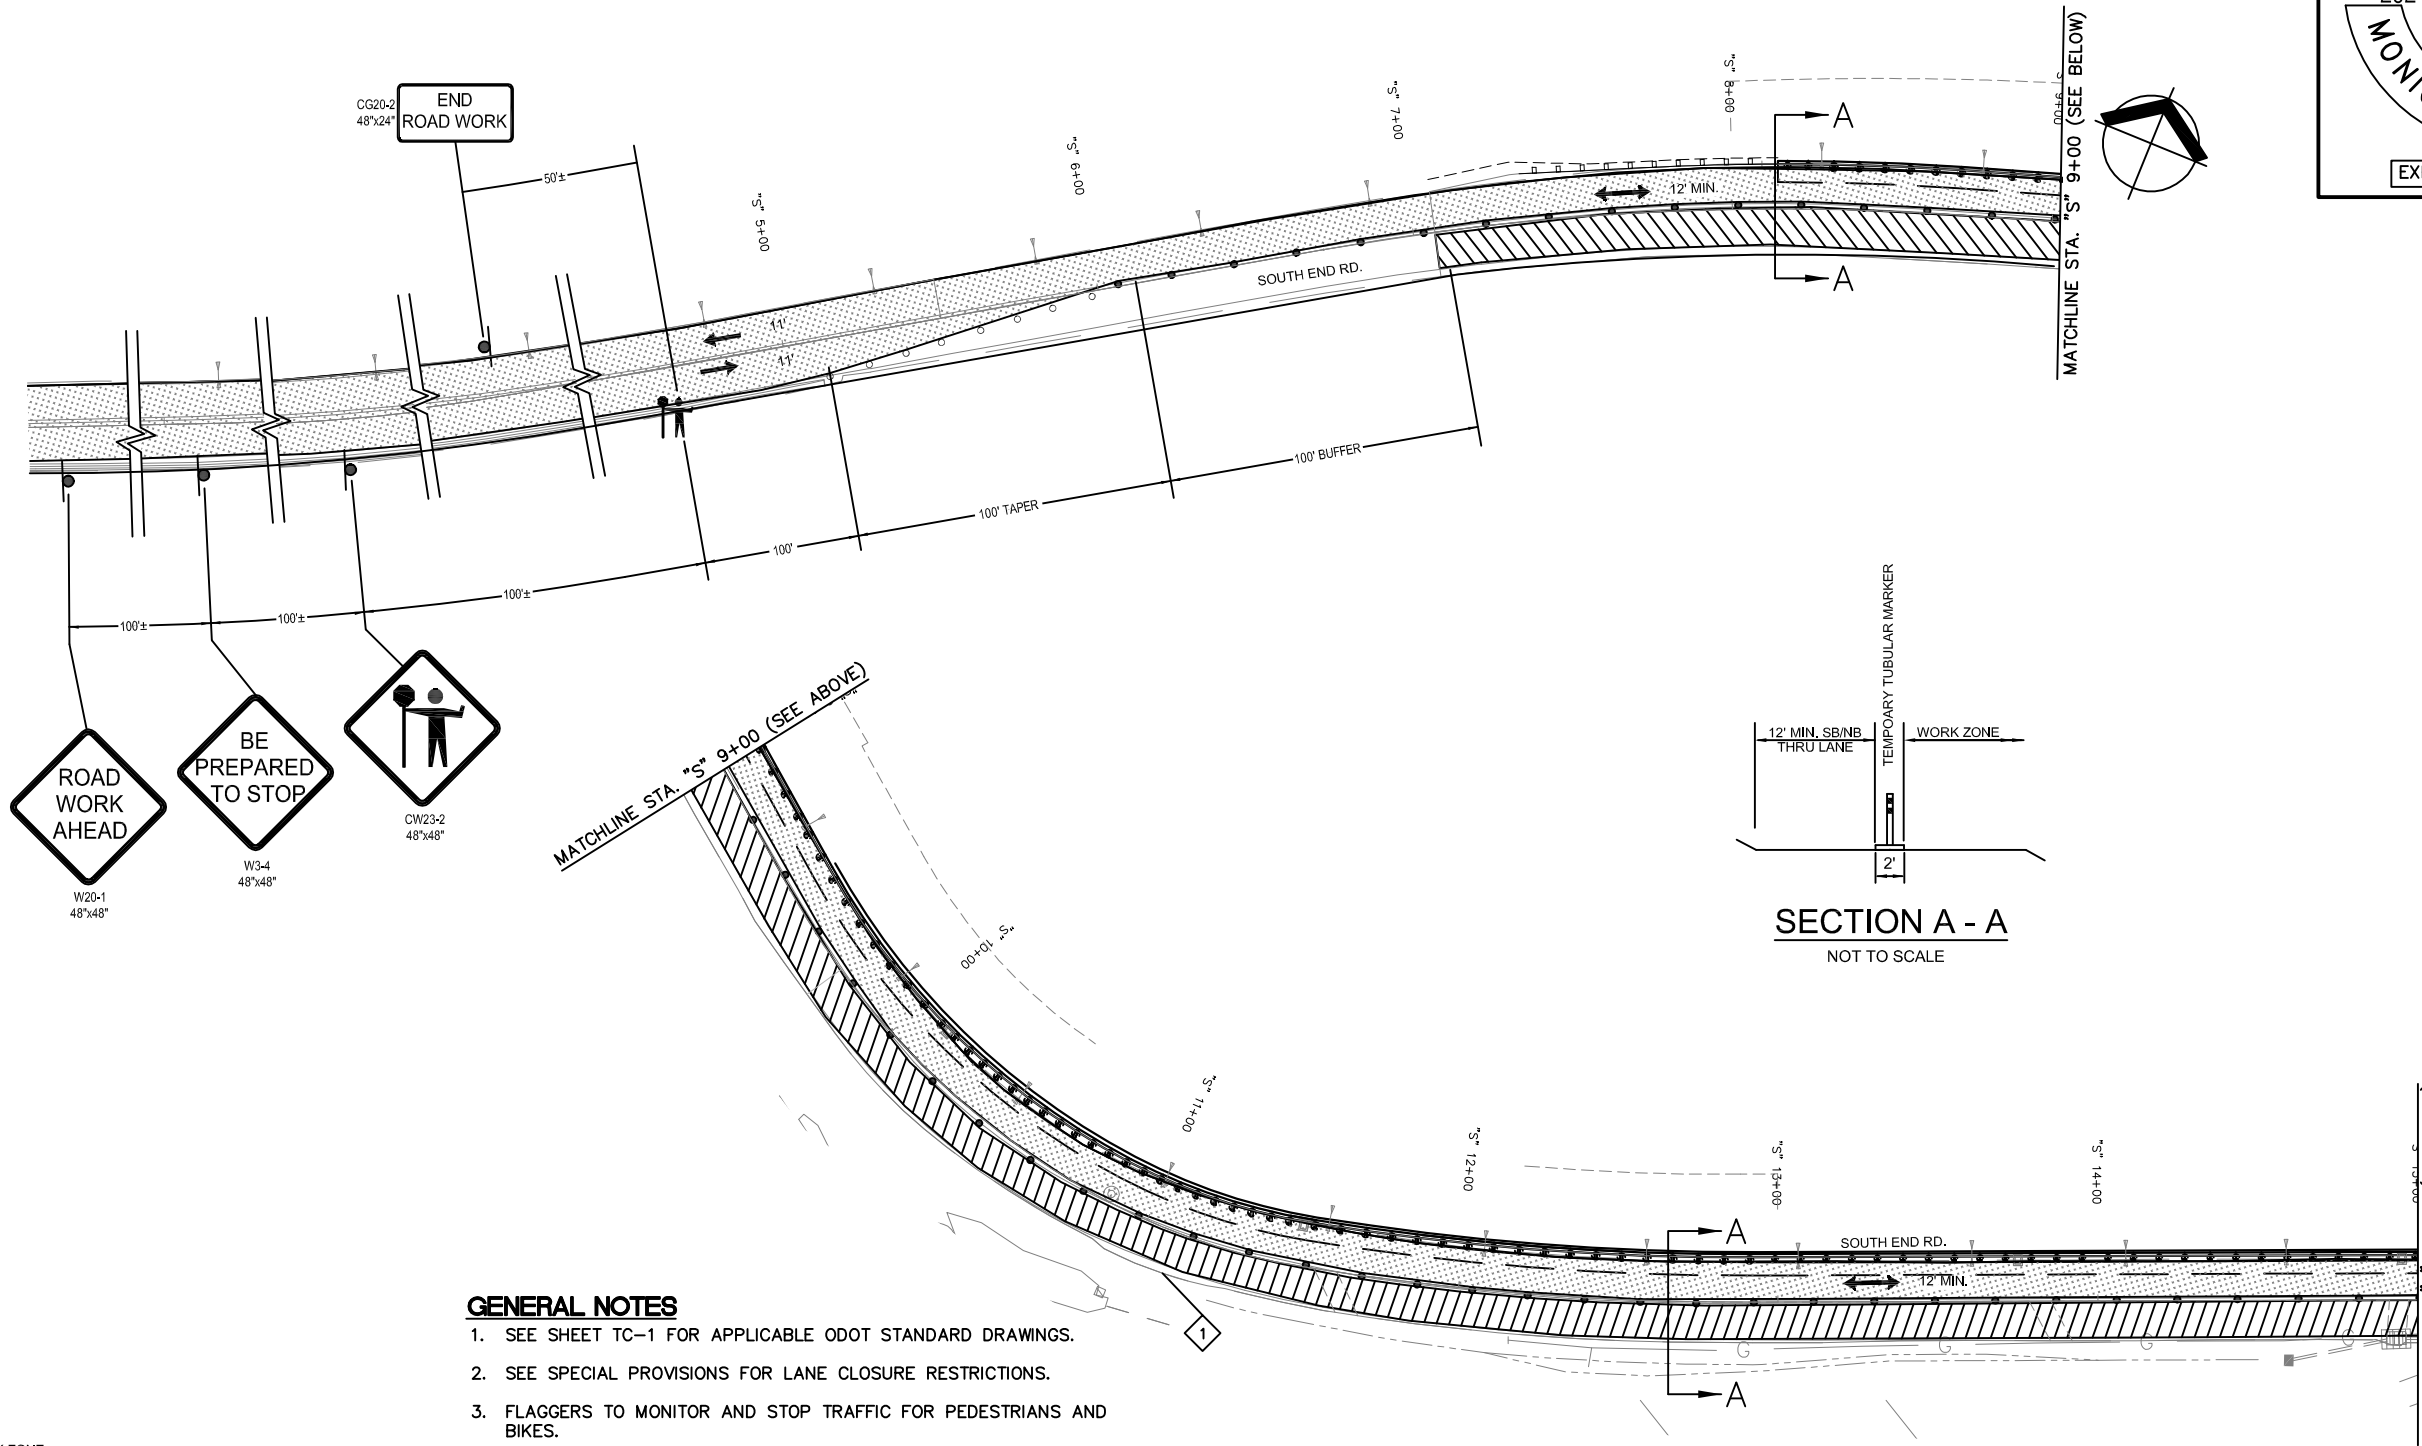 CG20-2
48"x24"
END
ROAD WORK
50'±
"S" 5+00
"S" 6+00
"S" 7+00
"S" 8+00
9+00
MATCHLINE STA. "S" 9+00 (SEE BELOW)
A
A
12' MIN.
SOUTH END RD.
11'
11'
100' BUFFER
100' TAPER
100'
100'±
100'±
100'±
ROAD
WORK
AHEAD
W20-1
48"x48"
BE
PREPARED
TO STOP
W3-4
48"x48"
CW23-2
48"x48"
MATCHLINE STA. "S" 9+00 (SEE ABOVE)
"S" 10+00
"S" 11+00
"S" 12+00
"S" 13+00
"S" 14+00
TEMPOARY TUBULAR MARKER
12' MIN. SB/NB
THRU LANE
WORK ZONE
2'
SECTION A - A
NOT TO SCALE
A
A
SOUTH END RD.
12' MIN.
G
G
G
1
GENERAL NOTES
1. SEE SHEET TC-1 FOR APPLICABLE ODOT STANDARD DRAWINGS.
2. SEE SPECIAL PROVISIONS FOR LANE CLOSURE RESTRICTIONS.
3. FLAGGERS TO MONITOR AND STOP TRAFFIC FOR PEDESTRIANS AND
BIKES.